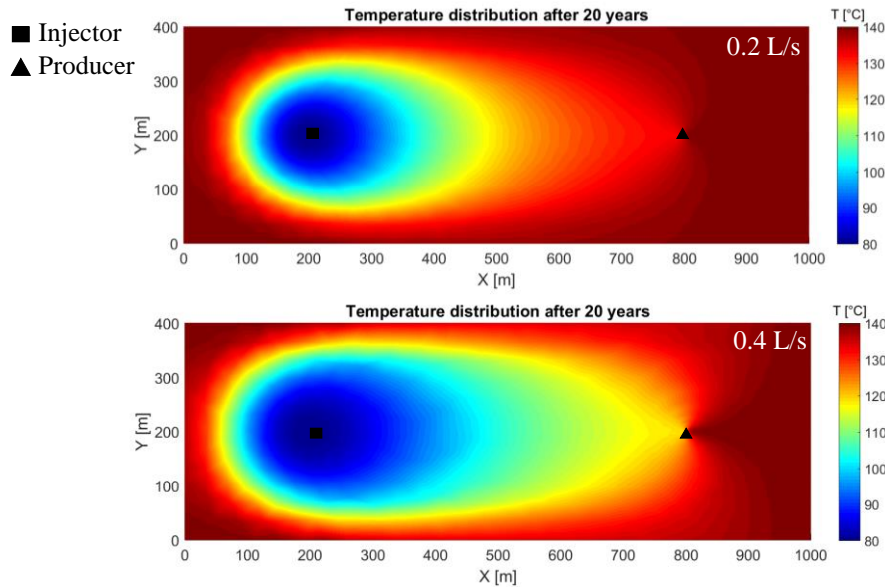 ■ Injector
▲ Producer
Temperature distribution after 20 years
T [°C]
0.2 L/s
400
300
200
100
0
Y [m]
0 100 200 300 400 500 600 700 800 900 1000
X [m]
140
130
120
110
100
90
80
Temperature distribution after 20 years
T [°C]
0.4 L/s
400
300
200
100
0
Y [m]
0 100 200 300 400 500 600 700 800 900 1000
X [m]
140
130
120
110
100
90
80